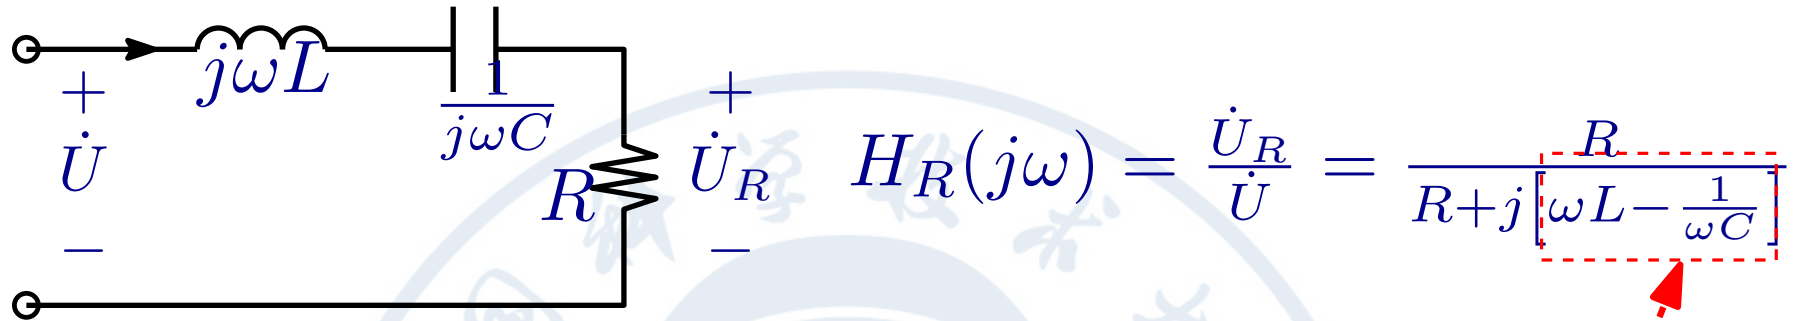 jωL
1/(jωC)
+
U̇
−
R
+
U̇_R
−
H_R(jω) = U̇_R/U̇ = R/(R+j[ωL−1/(ωC)])